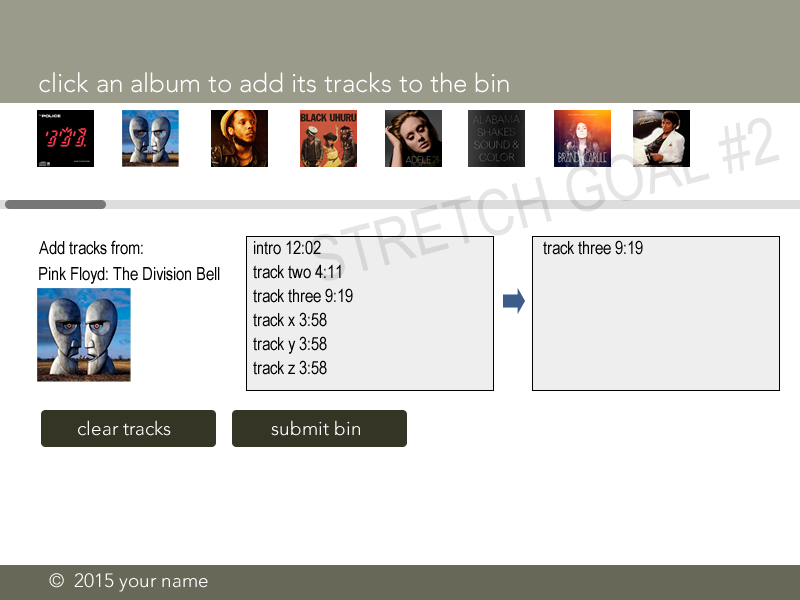 click an album to add its tracks to the bin
THE POLICE
BLACK UHURU
ADELE 21
ALABAMA
SHAKES
SOUND &
COLOR
BRANDI CARLILE
STRETCH GOAL #2
Add tracks from:
Pink Floyd: The Division Bell
intro 12:02
track two 4:11
track three 9:19
track x 3:58
track y 3:58
track z 3:58
track three 9:19
clear tracks
submit bin
© 2015 your name